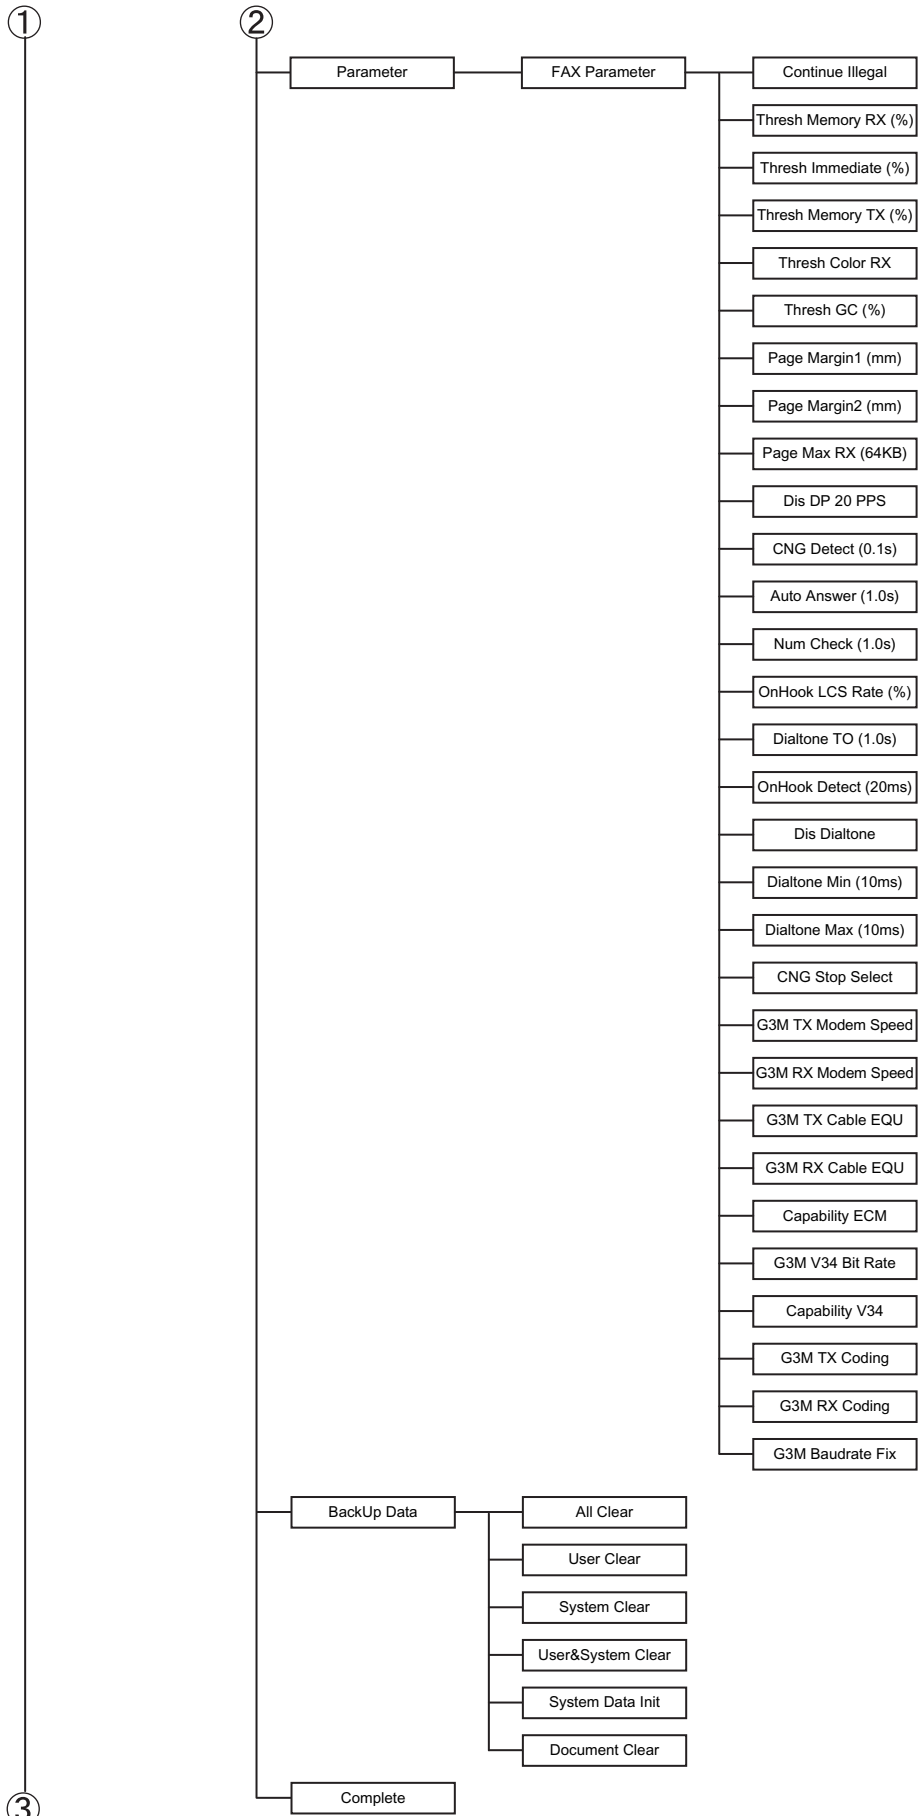 ①
②
Parameter
FAX Parameter
Continue Illegal
Thresh Memory RX (%)
Thresh Immediate (%)
Thresh Memory TX (%)
Thresh Color RX
Thresh GC (%)
Page Margin1 (mm)
Page Margin2 (mm)
Page Max RX (64KB)
Dis DP 20 PPS
CNG Detect (0.1s)
Auto Answer (1.0s)
Num Check (1.0s)
OnHook LCS Rate (%)
Dialtone TO (1.0s)
OnHook Detect (20ms)
Dis Dialtone
Dialtone Min (10ms)
Dialtone Max (10ms)
CNG Stop Select
G3M TX Modem Speed
G3M RX Modem Speed
G3M TX Cable EQU
G3M RX Cable EQU
Capability ECM
G3M V34 Bit Rate
Capability V34
G3M TX Coding
G3M RX Coding
G3M Baudrate Fix
BackUp Data
All Clear
User Clear
System Clear
User&System Clear
System Data Init
Document Clear
Complete
③